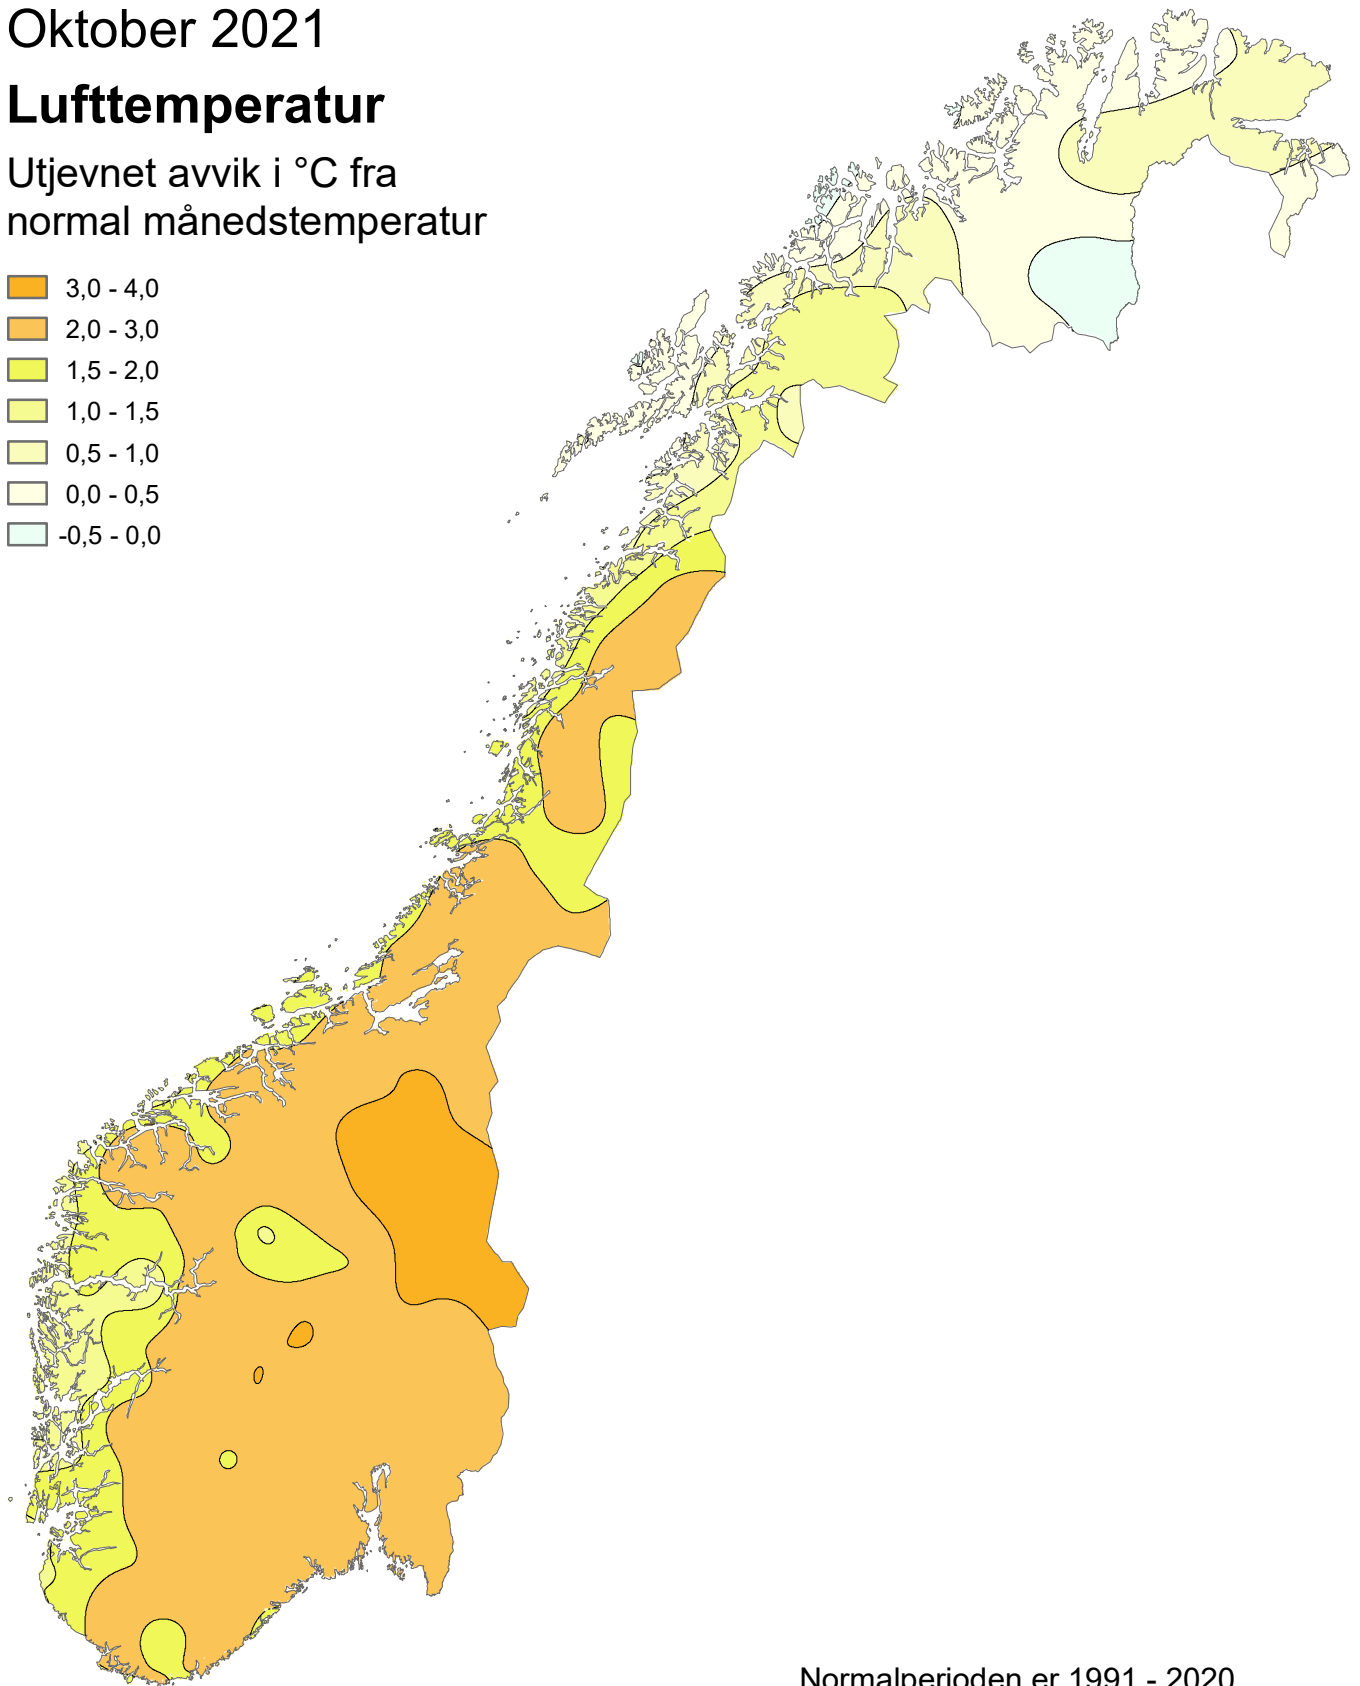 Oktober 2021
Lufttemperatur
Utjevnet avvik i °C fra
normal månedstemperatur
3,0 - 4,0
2,0 - 3,0
1,5 - 2,0
1,0 - 1,5
0,5 - 1,0
0,0 - 0,5
-0,5 - 0,0
Normalperioden er 1991 - 2020